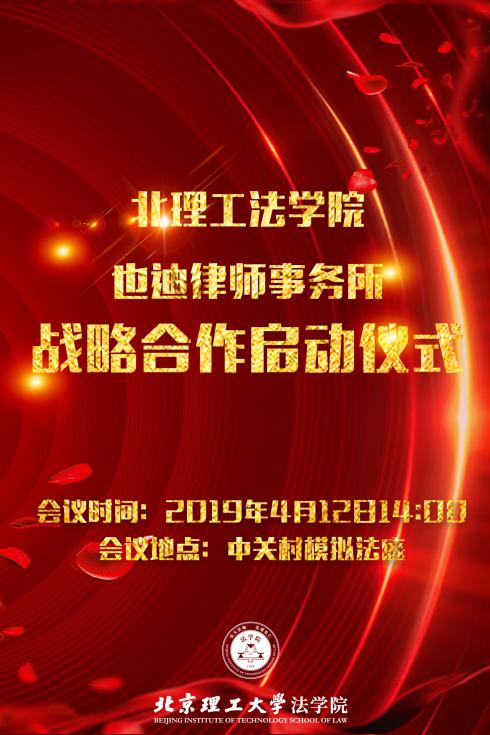 北理工法学院
也迪律师事务所
战略合作启动仪式
会议时间：2019年4月12日14:00
会议地点：中关村模拟法庭
法学院
北京理工大學法学院
BEIJING INSTITUTE OF TECHNOLOGY SCHOOL OF LAW